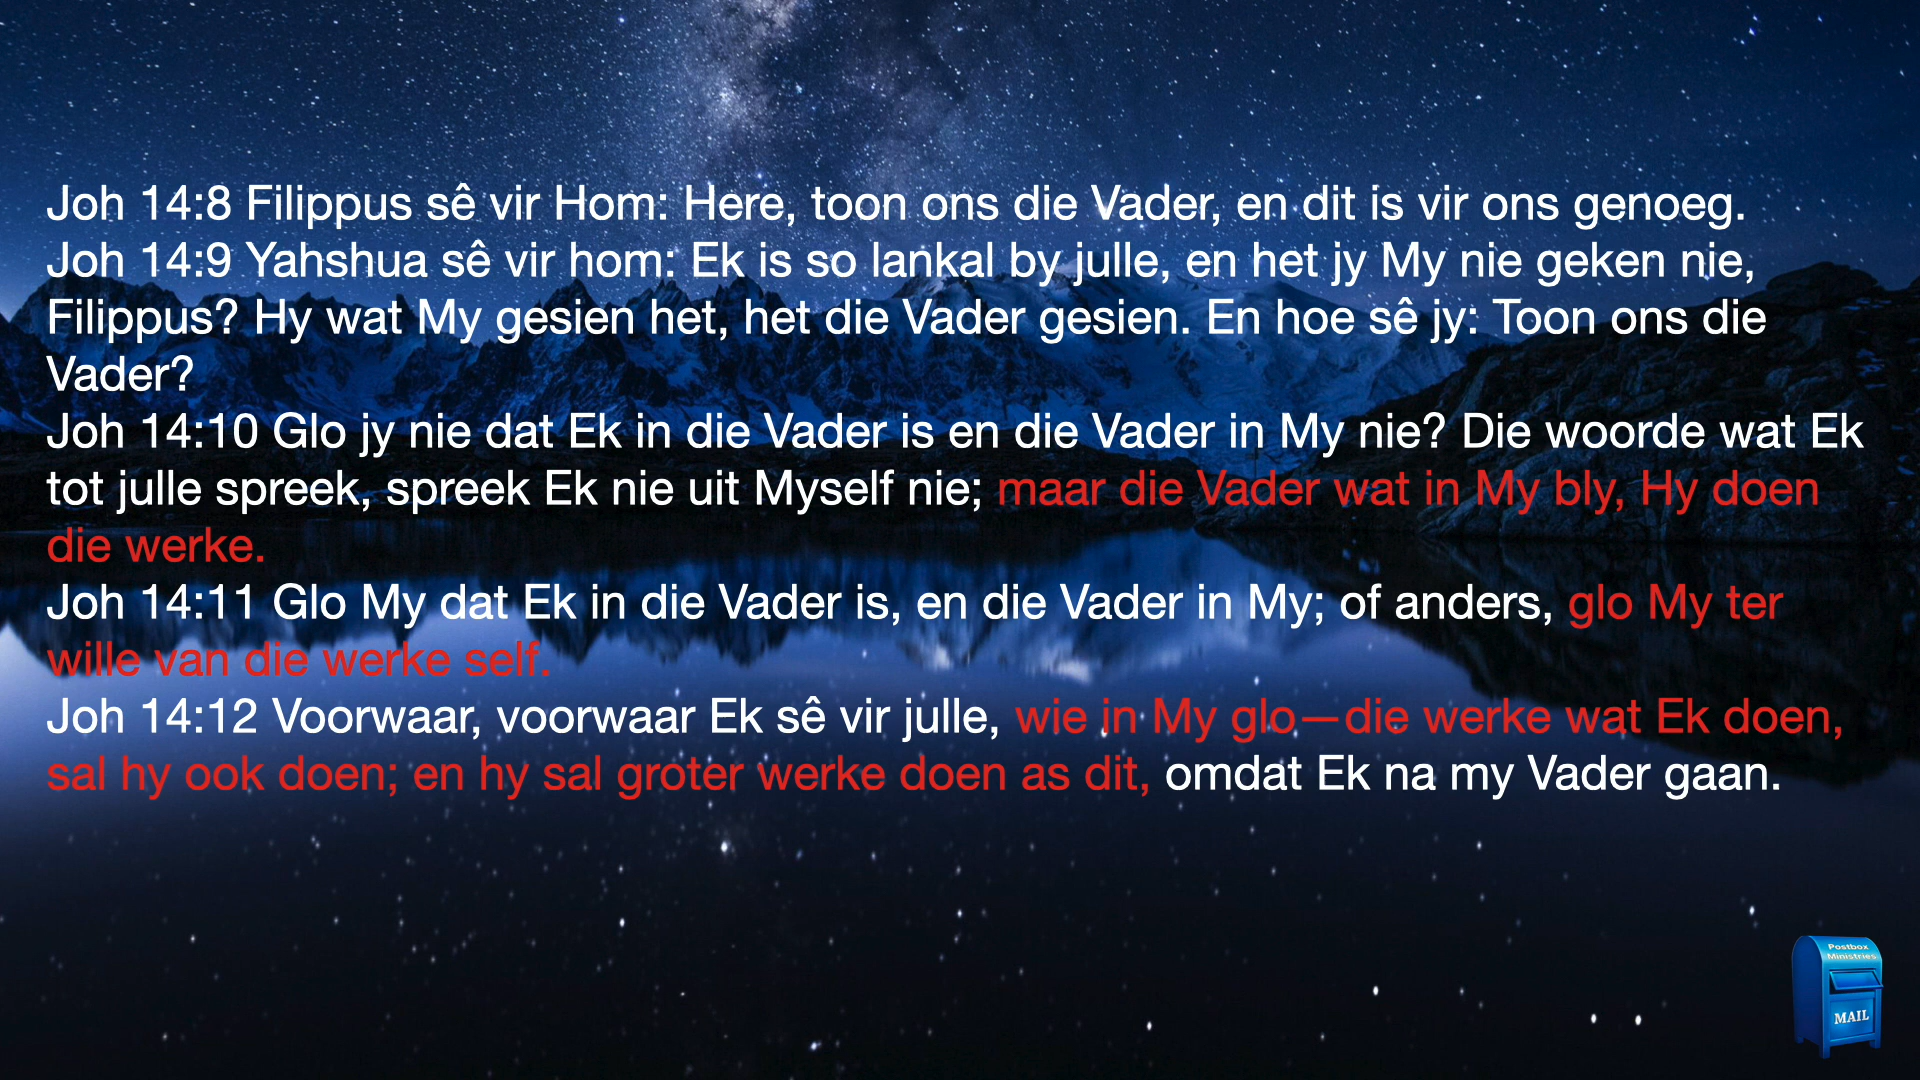 Joh 14:8 Filippus sê vir Hom: Here, toon ons die Vader, en dit is vir ons genoeg.
Joh 14:9 Yahshua sê vir hom: Ek is so lankal by julle, en het jy My nie geken nie,
Filippus? Hy wat My gesien het, het die Vader gesien. En hoe sê jy: Toon ons die
Vader?
Joh 14:10 Glo jy nie dat Ek in die Vader is en die Vader in My nie? Die woorde wat Ek
tot julle spreek, spreek Ek nie uit Myself nie; maar die Vader wat in My bly, Hy doen
die werke.
Joh 14:11 Glo My dat Ek in die Vader is, en die Vader in My; of anders, glo My ter
wille van die werke self.
Joh 14:12 Voorwaar, voorwaar Ek sê vir julle, wie in My glo—die werke wat Ek doen,
sal hy ook doen; en hy sal groter werke doen as dit, omdat Ek na my Vader gaan.
Postbox
Ministries
MAIL